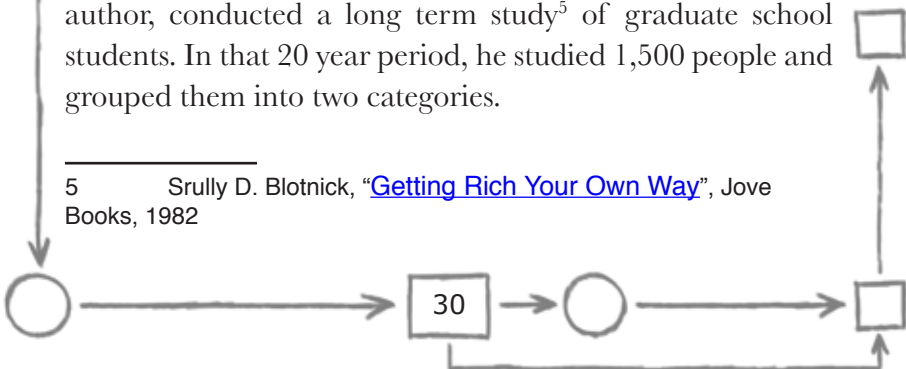 author, conducted a long term study5 of graduate school
students. In that 20 year period, he studied 1,500 people and
grouped them into two categories.
5 Srully D. Blotnick, “Getting Rich Your Own Way”, Jove
Books, 1982
30